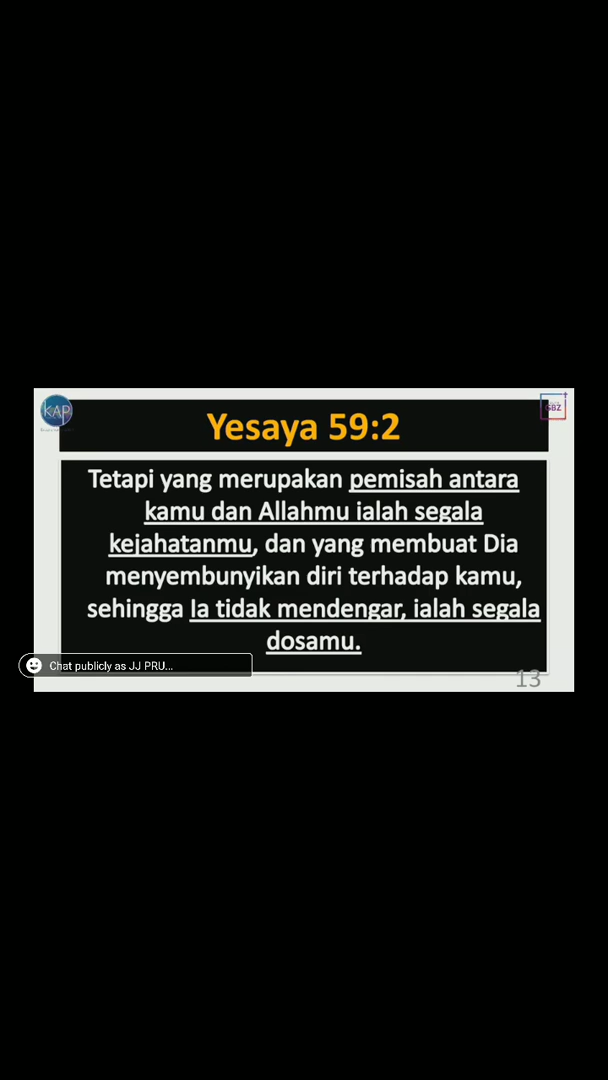 KAP
GBZ
Yesaya 59:2
Tetapi yang merupakan pemisah antara
kamu dan Allahmu ialah segala
kejahatanmu, dan yang membuat Dia
menyembunyikan diri terhadap kamu,
sehingga Ia tidak mendengar, ialah segala
dosamu.
Chat publicly as JJ PRU...
13